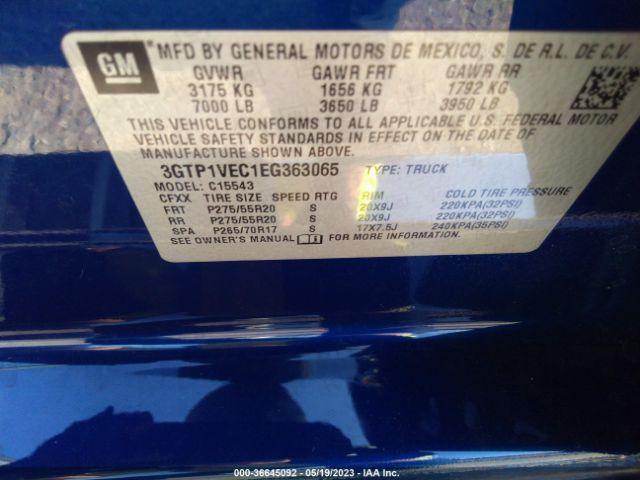 GM
MFD BY GENERAL MOTORS DE MEXICO, S. DE R.L. DE C.V.
GVWR GAWR FRT GAWR RR
3175 KG 1656 KG 1792 KG
7000 LB 3650 LB 3950 LB
THIS VEHICLE CONFORMS TO ALL APPLICABLE U.S. FEDERAL MOTOR
VEHICLE SAFETY STANDARDS IN EFFECT ON THE DATE OF
MANUFACTURE SHOWN ABOVE.
3GTP1VEC1EG363065 TYPE: TRUCK
MODEL: C15543
CFXX TIRE SIZE SPEED RTG RIM COLD TIRE PRESSURE
FRT P275/55R20 S 20X9J 220KPA(32PSI)
RR P275/55R20 S 20X9J 220KPA(32PSI)
SPA P265/70R17 S 17X7.5J 240KPA(35PSI)
SEE OWNER'S MANUAL FOR MORE INFORMATION.
000-36645092 - 05/19/2023 - IAA Inc.